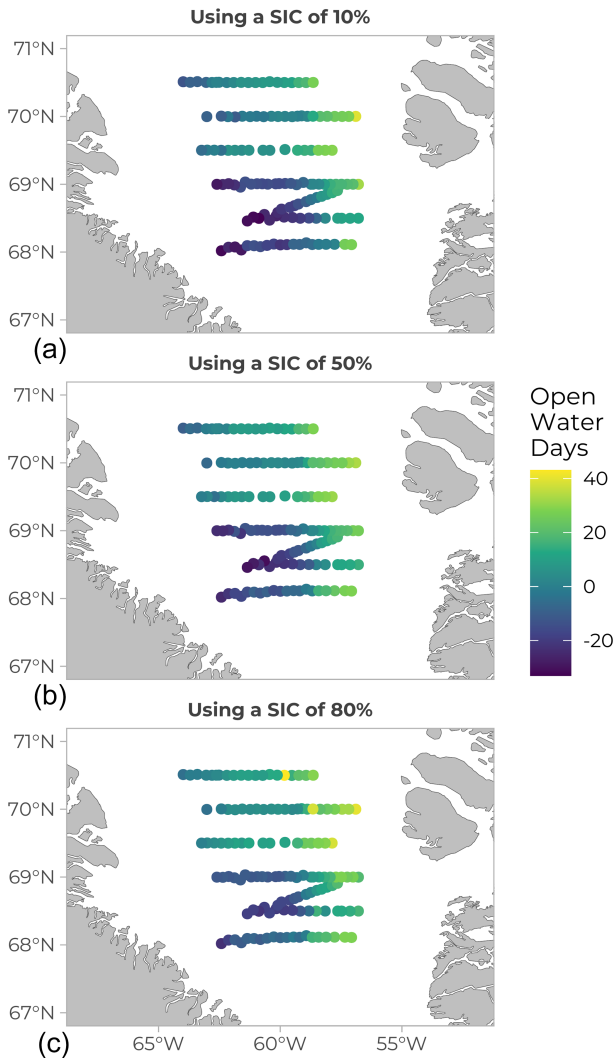 Using a SIC of 10%
71°N
70°N
69°N
68°N
67°N
(a)
Using a SIC of 50%
71°N
70°N
69°N
68°N
67°N
(b)
Open
Water
Days
40
20
0
-20
Using a SIC of 80%
71°N
70°N
69°N
68°N
67°N
(c)
65°W 60°W 55°W